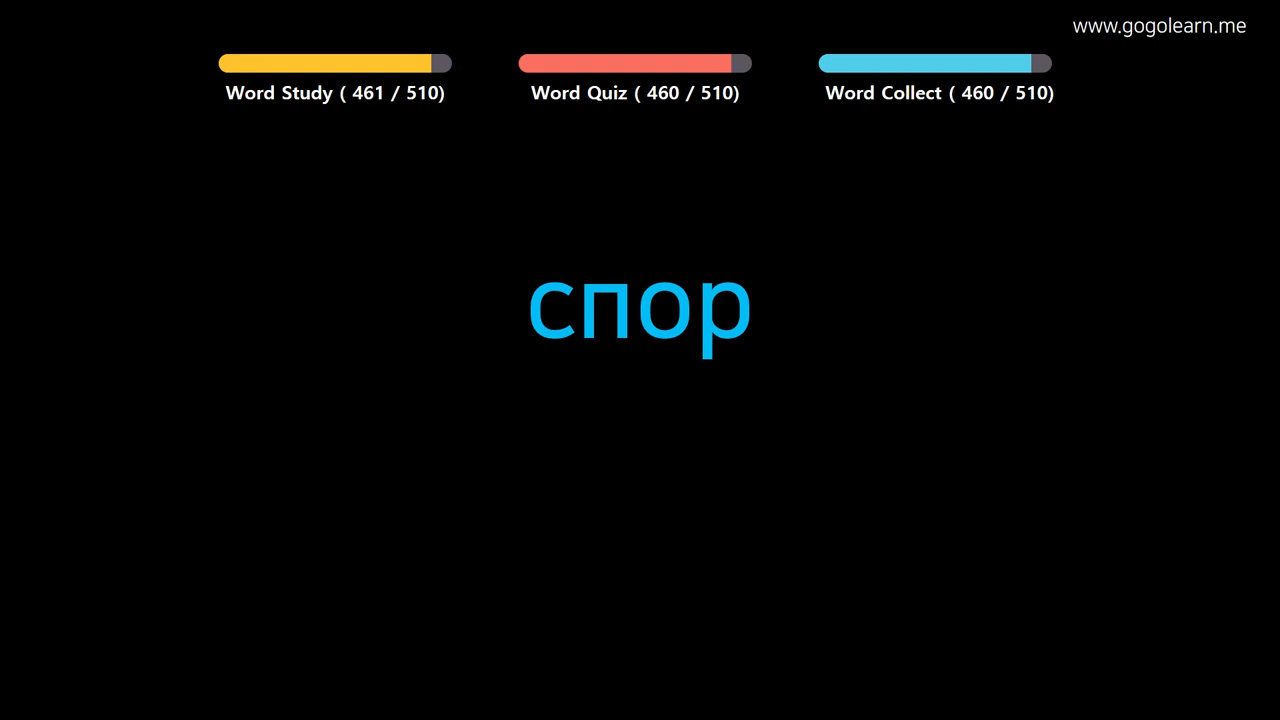 www.gogolearn.me
Word Study ( 461 / 510)
Word Quiz ( 460 / 510)
Word Collect ( 460 / 510)
спор